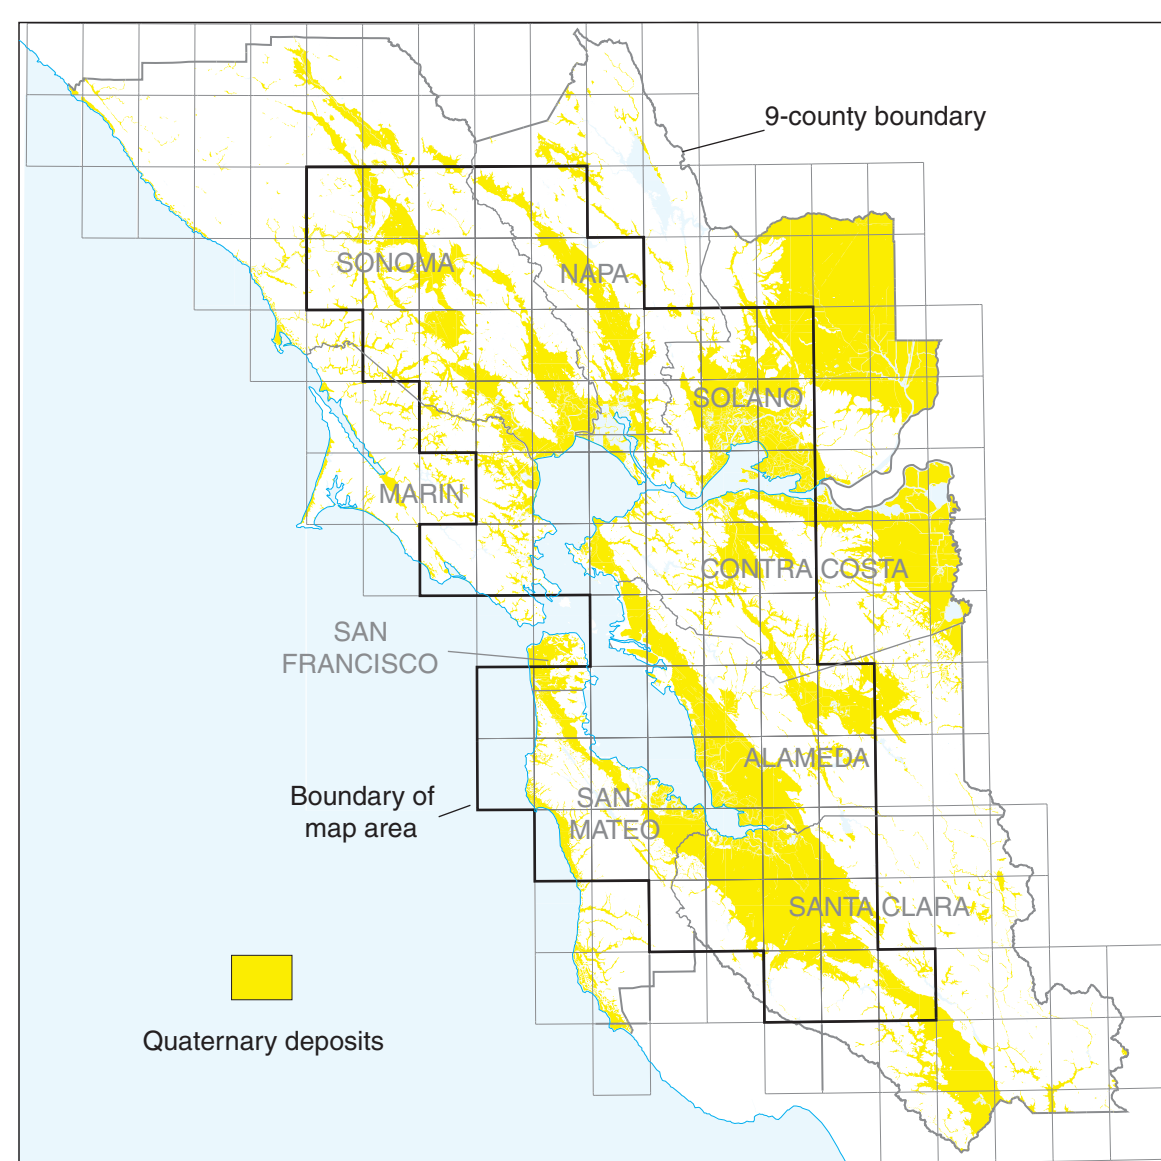 9-county boundary
SONOMA
NAPA
SOLANO
MARIN
CONTRA COSTA
SAN
FRANCISCO
ALAMEDA
Boundary of
map area
SAN
MATEO
SANTA CLARA
Quaternary deposits